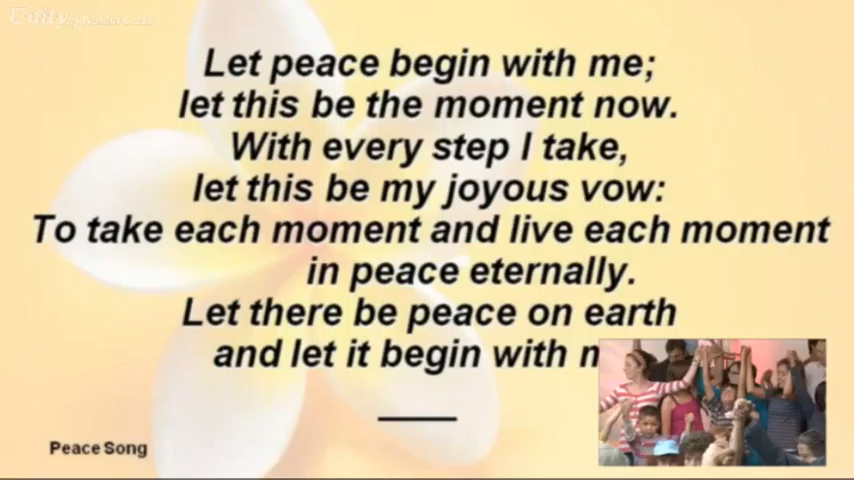 Unity
Let peace begin with me;
let this be the moment now.
With every step I take,
let this be my joyous vow:
To take each moment and live each moment
in peace eternally.
Let there be peace on earth
and let it begin with
Peace Song